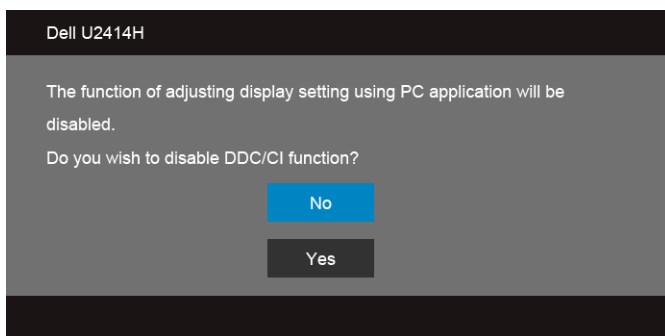 Dell U2414H
The function of adjusting display setting using PC application will be
disabled.
Do you wish to disable DDC/CI function?
No
Yes